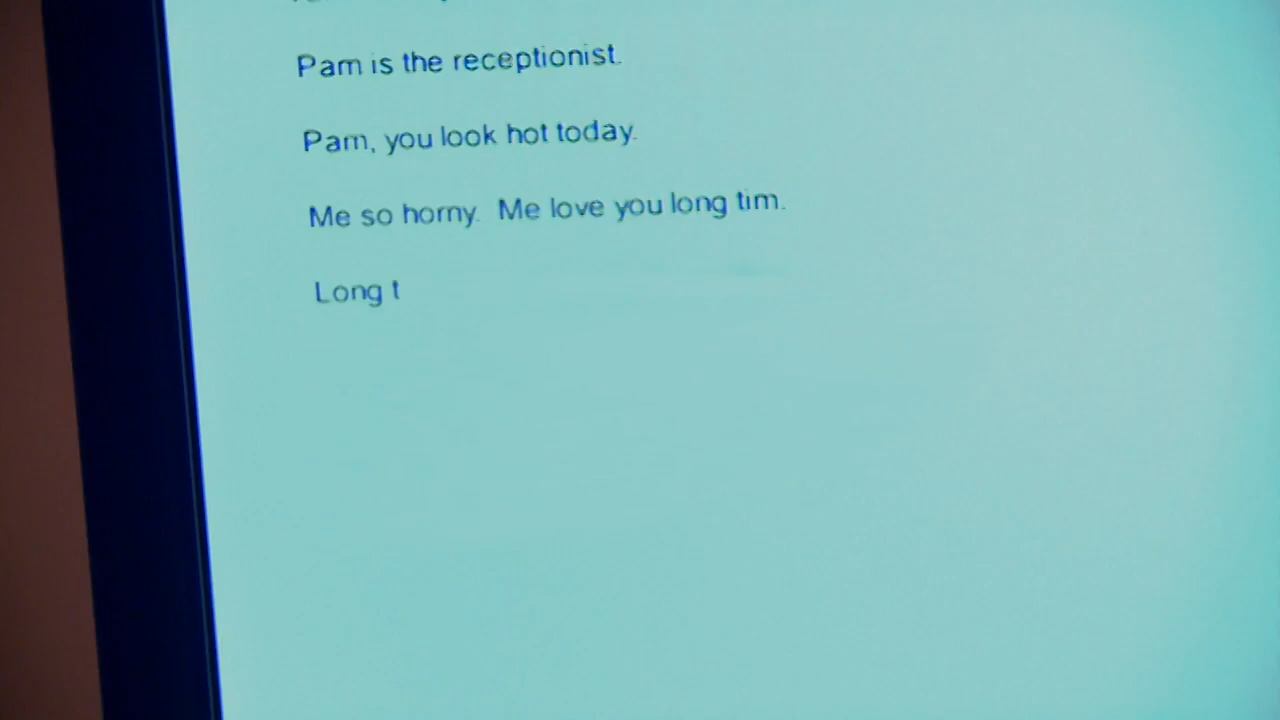 Pam is the receptionist.
Pam, you look hot today.
Me so horny. Me love you long tim.
Long t